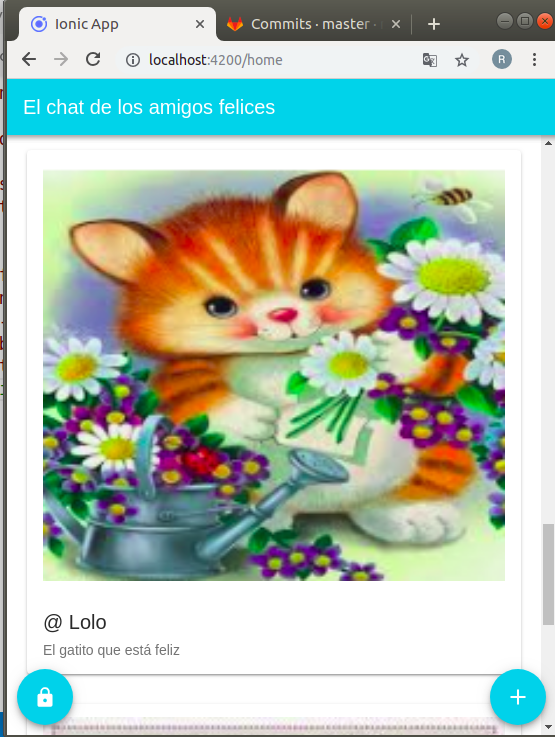 Ionic App
Commits · master ·
localhost:4200/home
R
El chat de los amigos felices
@ Lolo
El gatito que está feliz